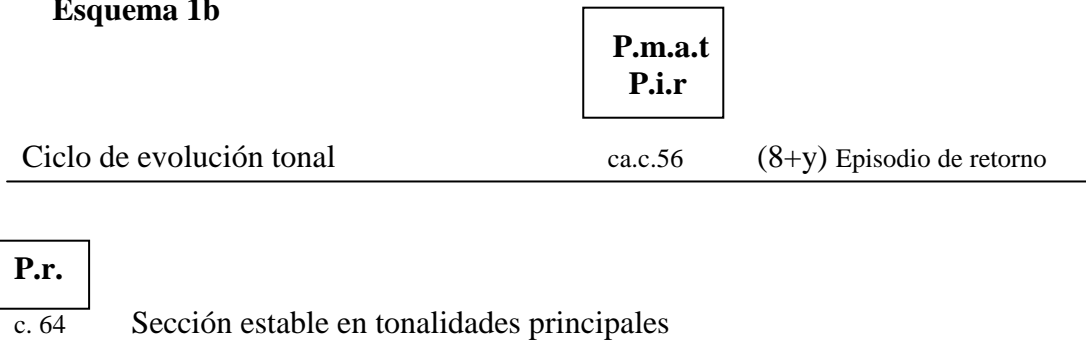 Esquema 1b
P.m.a.t
P.i.r
Ciclo de evolución tonal ca.c.56 (8+y) Episodio de retorno
P.r.
c. 64 Sección estable en tonalidades principales